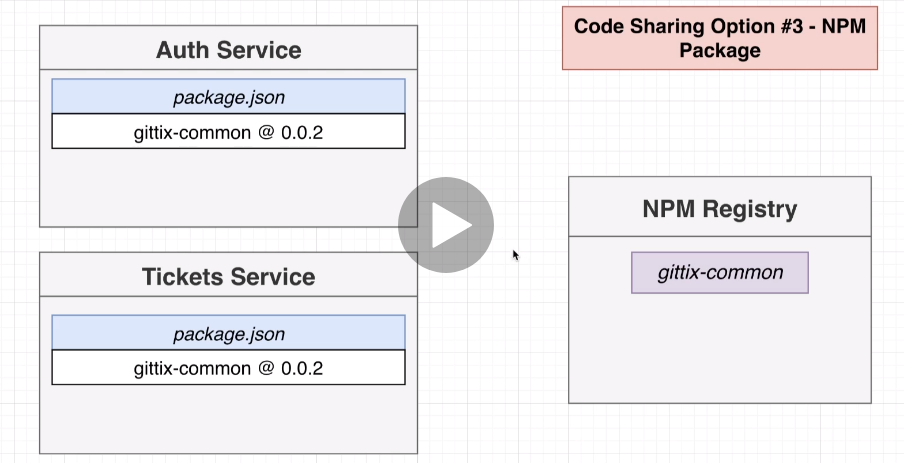 Code Sharing Option #3 - NPM
Package
Auth Service
package.json
gittix-common @ 0.0.2
Tickets Service
package.json
gittix-common @ 0.0.2
NPM Registry
gittix-common